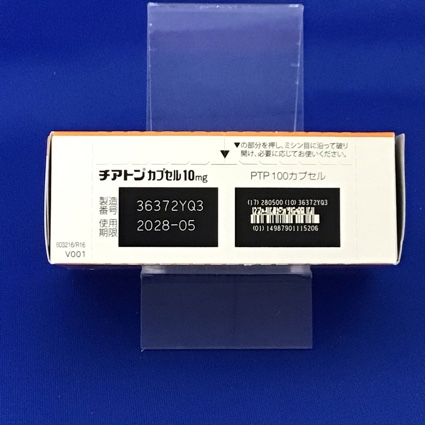 ▼の部分を押し、ミシン目に沿って破り
開け、必要に応じてお使いください。
チアトンカプセル10mg
PTP100カプセル
製造番号 36372YQ3
使用期限 2028-05
(17) 280500 (10) 36372YQ3
(01) 14987901115206
603216/R16
V001